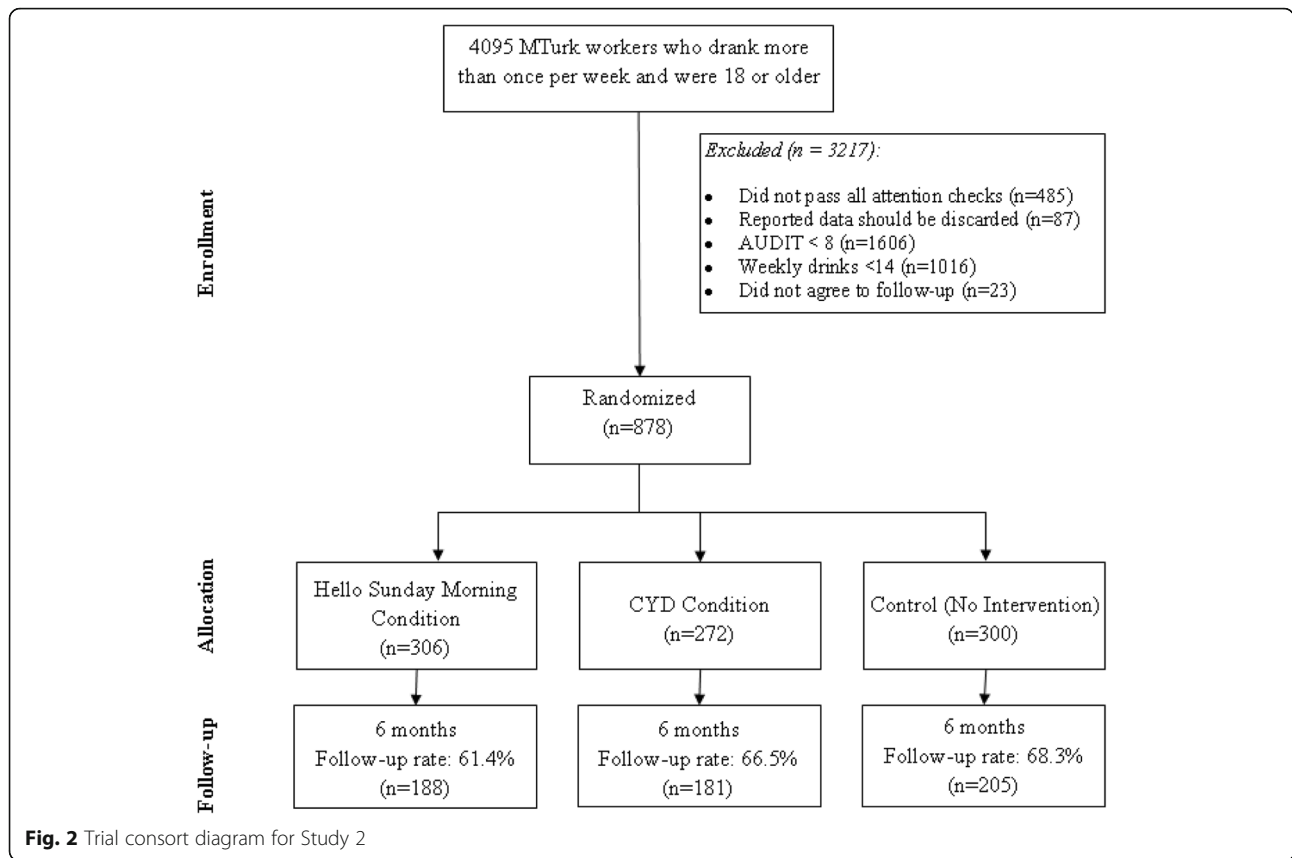 4095 MTurk workers who drank more
than once per week and were 18 or older
Enrollment
Excluded (n = 3217):
• Did not pass all attention checks (n=485)
• Reported data should be discarded (n=87)
• AUDIT < 8 (n=1606)
• Weekly drinks <14 (n=1016)
• Did not agree to follow-up (n=23)
Randomized
(n=878)
Allocation
Hello Sunday Morning
Condition
(n=306)
CYD Condition
(n=272)
Control (No Intervention)
(n=300)
Follow-up
6 months
Follow-up rate: 61.4%
(n=188)
6 months
Follow-up rate: 66.5%
(n=181)
6 months
Follow-up rate: 68.3%
(n=205)
Fig. 2 Trial consort diagram for Study 2